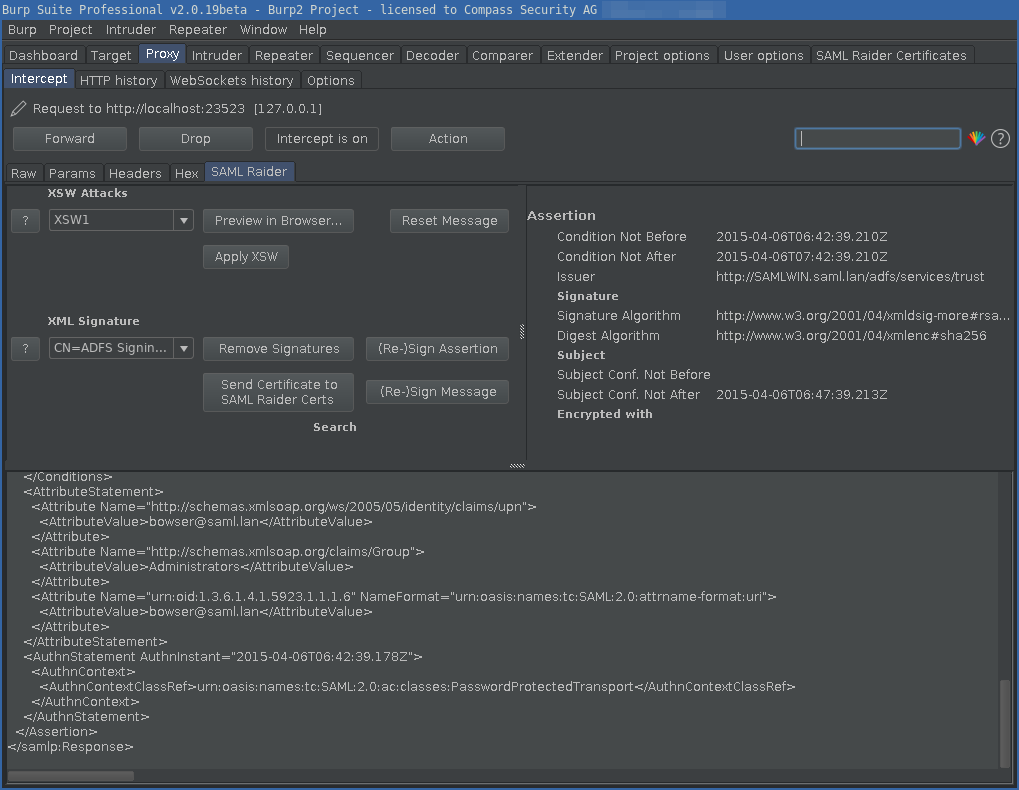 Burp Suite Professional v2.0.19beta - Burp2 Project - licensed to Compass Security AG
Burp Project Intruder Repeater Window Help
Dashboard Target Proxy Intruder Repeater Sequencer Decoder Comparer Extender Project options User options SAML Raider Certificates
Intercept HTTP history WebSockets history Options
Request to http://localhost:23523 [127.0.0.1]
Forward Drop Intercept is on Action ?
Raw Params Headers Hex SAML Raider
XSW Attacks
? XSW1 Preview in Browser... Reset Message
Apply XSW
XML Signature
? CN=ADFS Signin... Remove Signatures (Re-)Sign Assertion
Send Certificate to
SAML Raider Certs
(Re-)Sign Message
Search
Assertion
Condition Not Before 2015-04-06T06:42:39.210Z
Condition Not After 2015-04-06T07:42:39.210Z
Issuer http://SAMLWIN.saml.lan/adfs/services/trust
Signature
Signature Algorithm http://www.w3.org/2001/04/xmldsig-more#rsa...
Digest Algorithm http://www.w3.org/2001/04/xmlenc#sha256
Subject
Subject Conf. Not Before
Subject Conf. Not After 2015-04-06T06:47:39.213Z
Encrypted with
</Conditions>
<AttributeStatement>
<Attribute Name="http://schemas.xmlsoap.org/ws/2005/05/identity/claims/upn">
<AttributeValue>bowser@saml.lan</AttributeValue>
</Attribute>
<Attribute Name="http://schemas.xmlsoap.org/claims/Group">
<AttributeValue>Administrators</AttributeValue>
</Attribute>
<Attribute Name="urn:oid:1.3.6.1.4.1.5923.1.1.1.6" NameFormat="urn:oasis:names:tc:SAML:2.0:attrname-format:uri">
<AttributeValue>bowser@saml.lan</AttributeValue>
</Attribute>
</AttributeStatement>
<AuthnStatement AuthnInstant="2015-04-06T06:42:39.178Z">
<AuthnContext>
<AuthnContextClassRef>urn:oasis:names:tc:SAML:2.0:ac:classes:PasswordProtectedTransport</AuthnContextClassRef>
</AuthnContext>
</AuthnStatement>
</Assertion>
</samlp:Response>